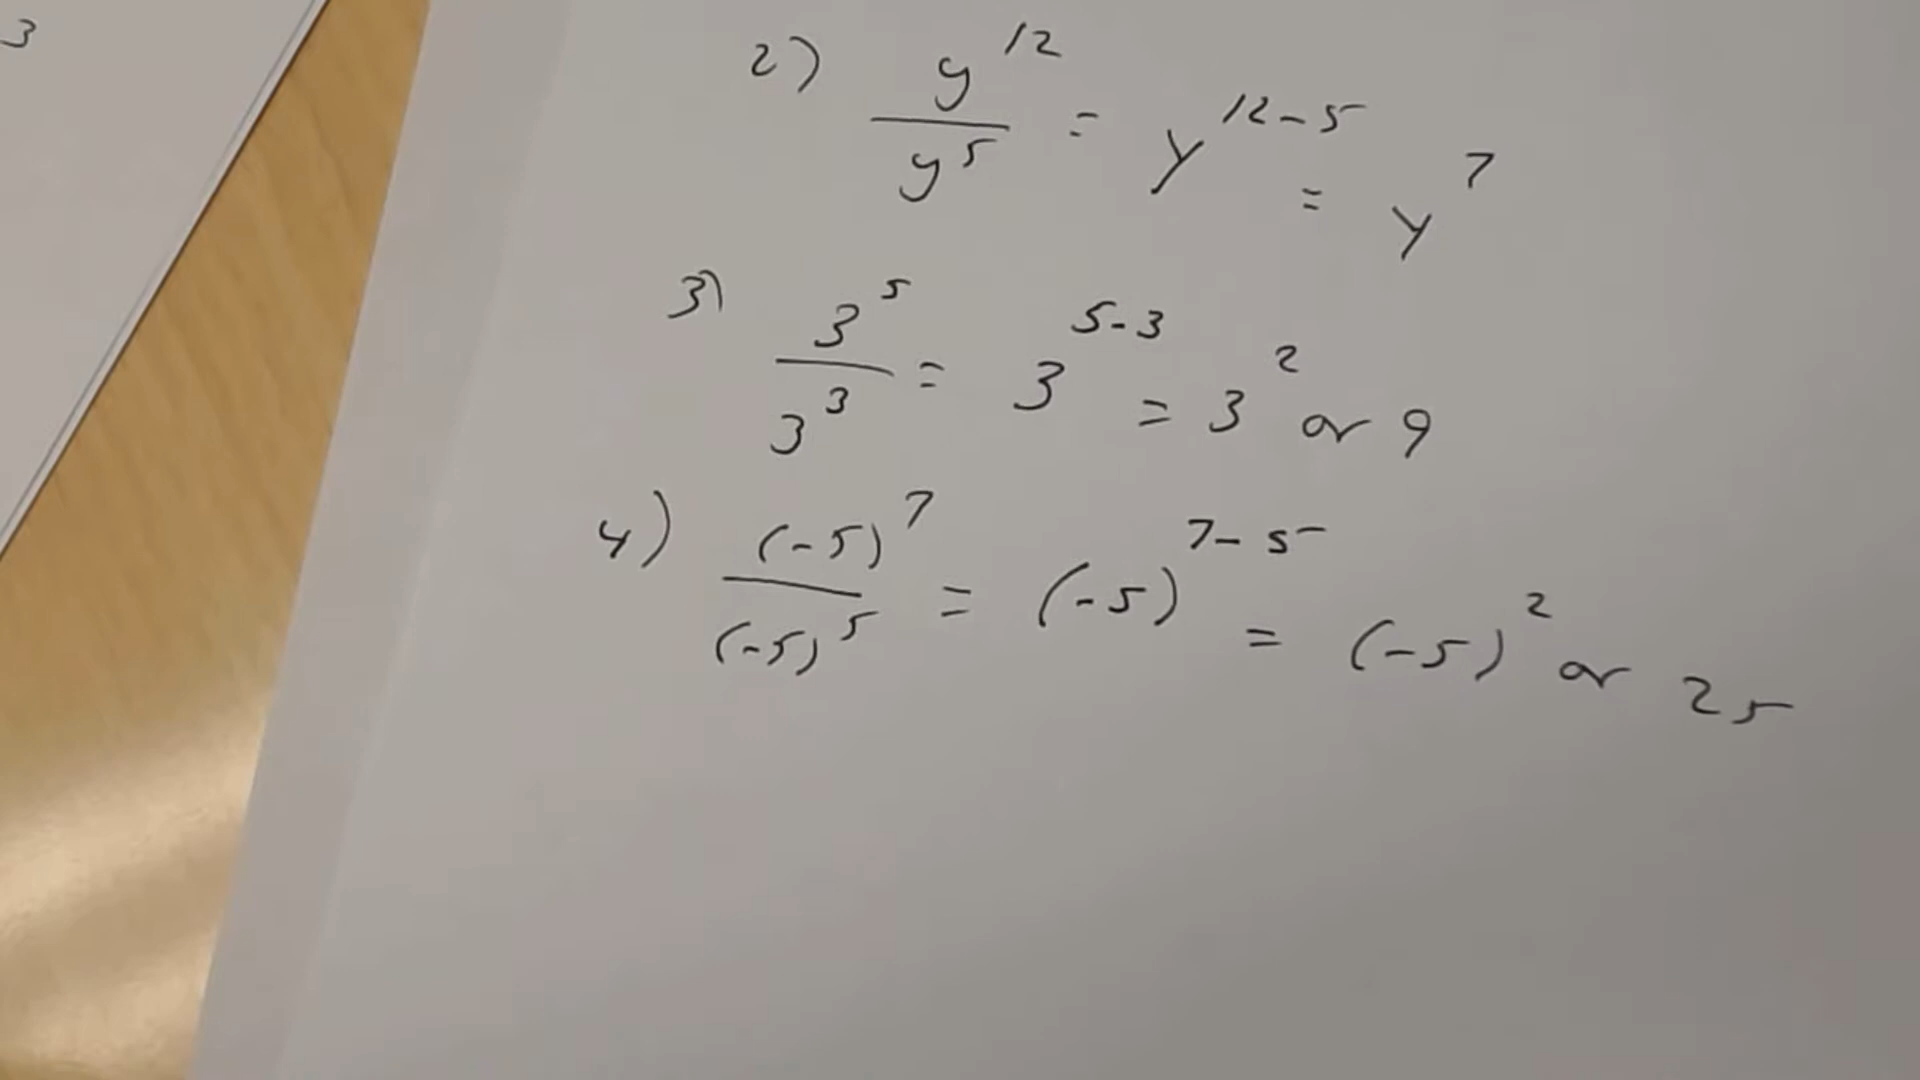 3
2) y^12 / y^5 = y^(12-5) = y^7
3) 3^5 / 3^3 = 3^(5-3) = 3^2 or 9
4) (-5)^7 / (-5)^5 = (-5)^(7-5) = (-5)^2 or 25